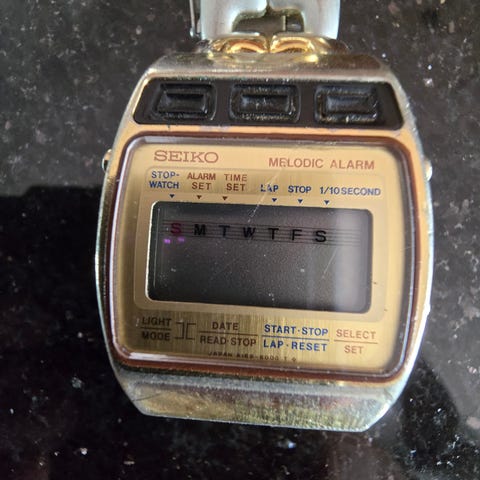 SEIKO
MELODIC ALARM
STOP- ALARM TIME
WATCH SET SET LAP STOP 1/10 SECOND
S M T W T F S
LIGHT DATE START·STOP SELECT
MODE READ·STOP LAP·RESET SET
JAPAN